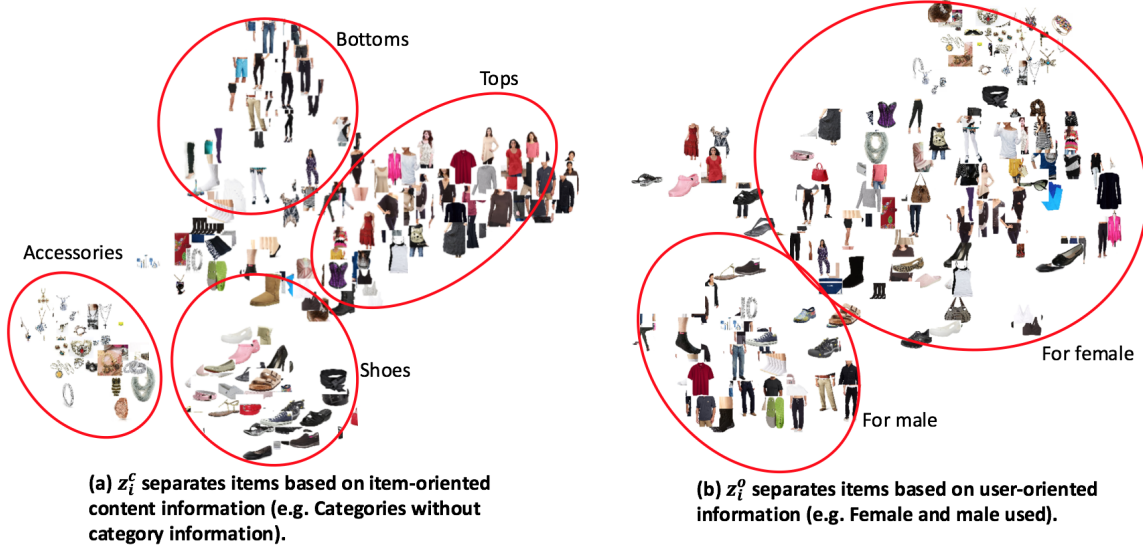 Bottoms
Tops
Accessories
Shoes
(a) z_i^c separates items based on item-oriented
content information (e.g. Categories without
category information).
For female
For male
(b) z_i^o separates items based on user-oriented
information (e.g. Female and male used).